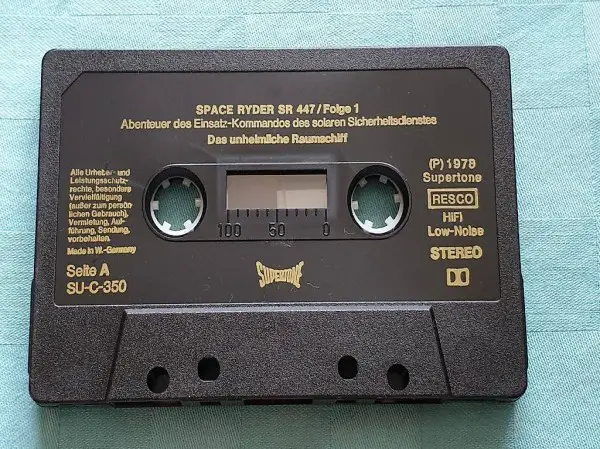 SPACE RYDER SR 447/Folge 1
Abenteuer des Einsatz-Kommandos des solaren Sicherheitsdienstes
Das unheimliche Raumschiff
Alle Urheber- und
Leistungsschutz-
rechte, besonders
Vervielfältigung
(außer zum persön-
lichen Gebrauch),
Vermietung, Auf-
führung, Sendung,
vorbehalten.
Made in W.-Germany
Seite A
SU-C-350
100 50 0
SUPERTONE
(P) 1978
Supertone
RESCO
HiFi
Low-Noise
STEREO